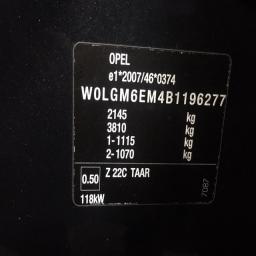 OPEL
e1*2007/46*0374
W0LGM6EM4B1196277
2145 kg
3810 kg
1-1115 kg
2-1070 kg
0.50 Z 22C TAAR
118kW
7087